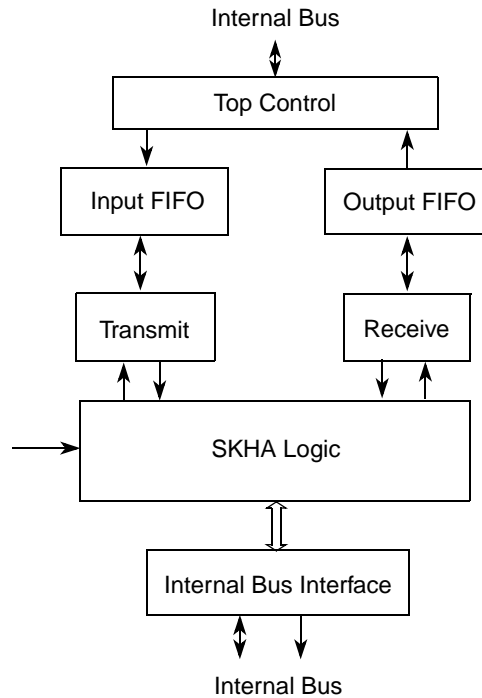 Internal Bus
Top Control
Input FIFO
Output FIFO
Transmit
Receive
SKHA Logic
Internal Bus Interface
Internal Bus